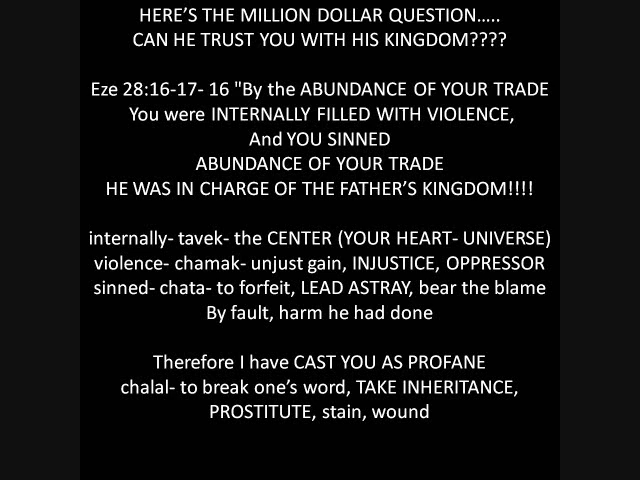 HERE’S THE MILLION DOLLAR QUESTION…..
CAN HE TRUST YOU WITH HIS KINGDOM????
Eze 28:16-17- 16 "By the ABUNDANCE OF YOUR TRADE
You were INTERNALLY FILLED WITH VIOLENCE,
And YOU SINNED
ABUNDANCE OF YOUR TRADE
HE WAS IN CHARGE OF THE FATHER’S KINGDOM!!!!
internally- tavek- the CENTER (YOUR HEART- UNIVERSE)
violence- chamak- unjust gain, INJUSTICE, OPPRESSOR
sinned- chata- to forfeit, LEAD ASTRAY, bear the blame
By fault, harm he had done
Therefore I have CAST YOU AS PROFANE
chalal- to break one’s word, TAKE INHERITANCE,
PROSTITUTE, stain, wound